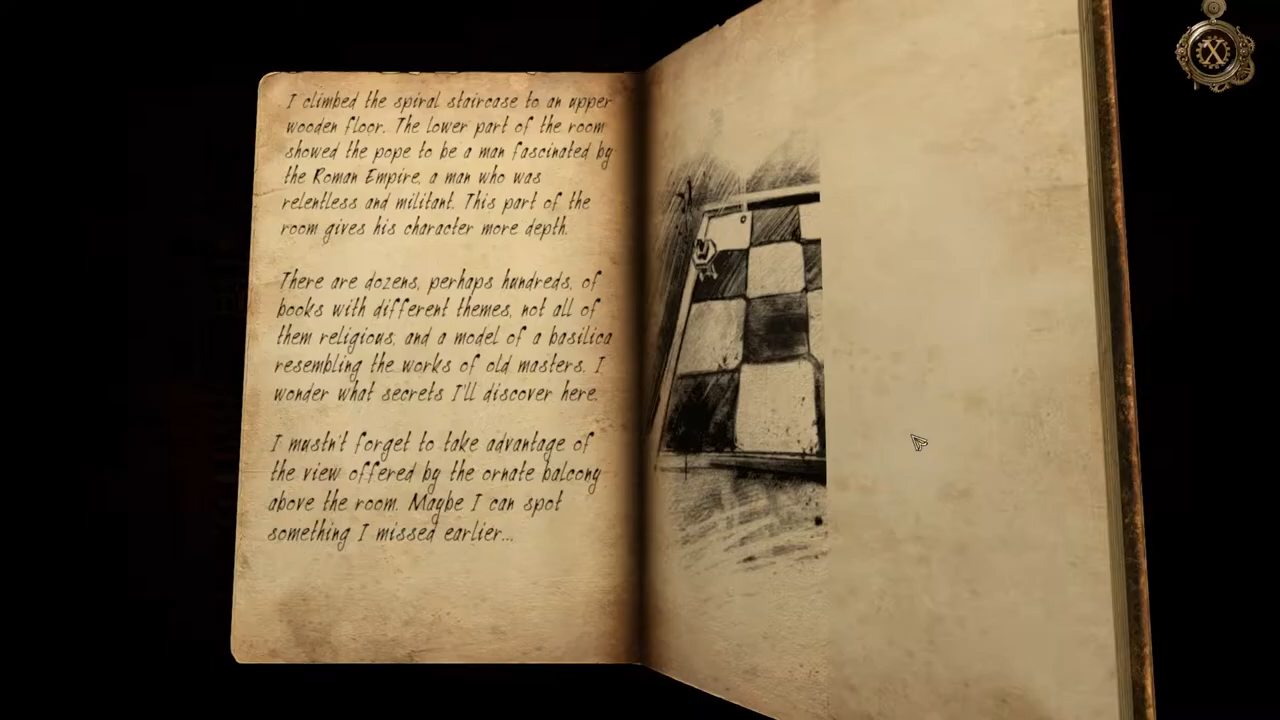 I climbed the spiral staircase to an upper
wooden floor. The lower part of the room
showed the pope to be a man fascinated by
the Roman Empire, a man who was
relentless and militant. This part of the
room gives his character more depth.
There are dozens, perhaps hundreds, of
books with different themes, not all of
them religious, and a model of a basilica
resembling the works of old masters. I
wonder what secrets I'll discover here.
I mustn't forget to take advantage of
the view offered by the ornate balcony
above the room. Maybe I can spot
something I missed earlier...
X